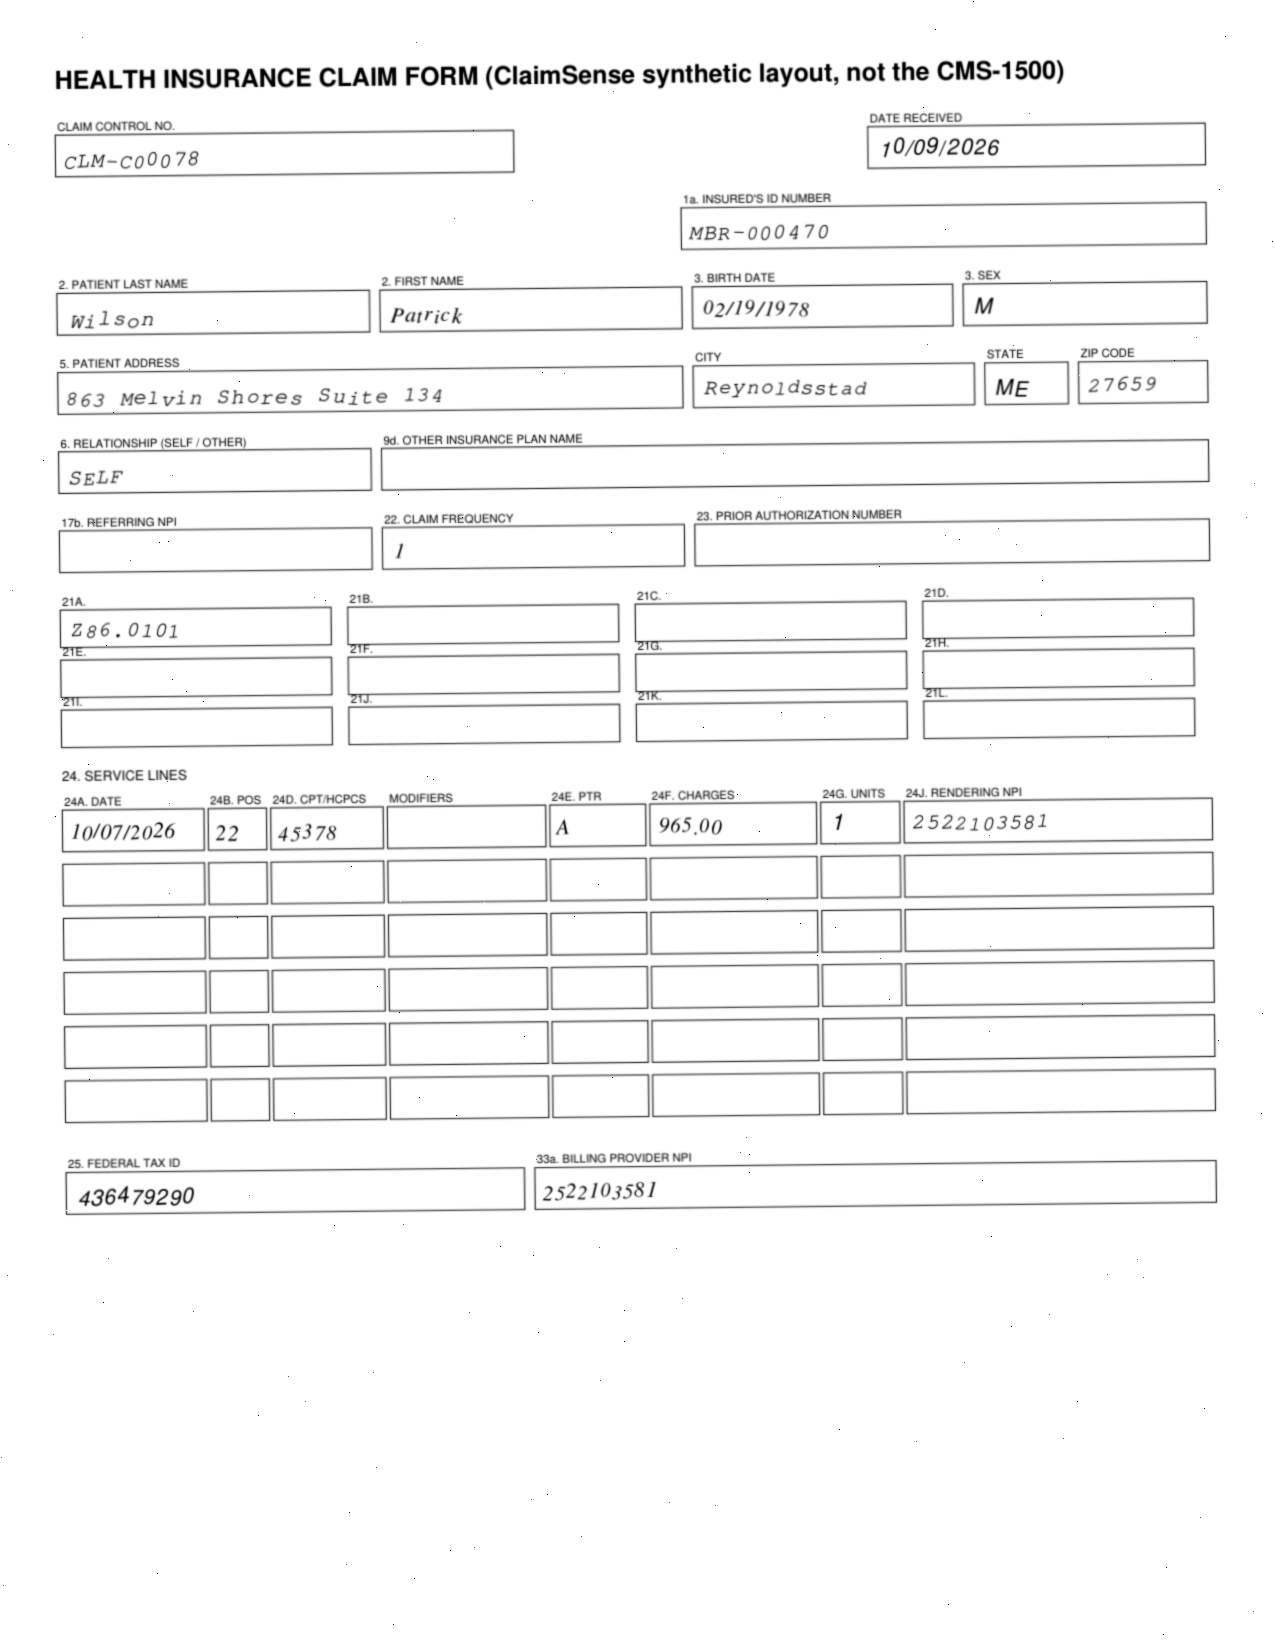 HEALTH INSURANCE CLAIM FORM (ClaimSense synthetic layout, not the CMS-1500)
CLAIM CONTROL NO. DATE RECEIVED
CLM-C00078 10/09/2026
1a. INSURED'S ID NUMBER
MBR-000470
2. PATIENT LAST NAME 2. FIRST NAME 3. BIRTH DATE 3. SEX
Wilson Patrick 02/19/1978 M
5. PATIENT ADDRESS CITY STATE ZIP CODE
863 Melvin Shores Suite 134 Reynoldsstad ME 27659
6. RELATIONSHIP (SELF / OTHER) 9d. OTHER INSURANCE PLAN NAME
SELF
17b. REFERRING NPI 22. CLAIM FREQUENCY 23. PRIOR AUTHORIZATION NUMBER
1
21A. 21B. 21C. 21D.
Z86.0101
21E. 21F. 21G. 21H.
21I. 21J. 21K. 21L.
24. SERVICE LINES
24A. DATE 24B. POS 24D. CPT/HCPCS MODIFIERS 24E. PTR 24F. CHARGES 24G. UNITS 24J. RENDERING NPI
10/07/2026 22 45378 A 965.00 1 2522103581
25. FEDERAL TAX ID 33a. BILLING PROVIDER NPI
436479290 2522103581